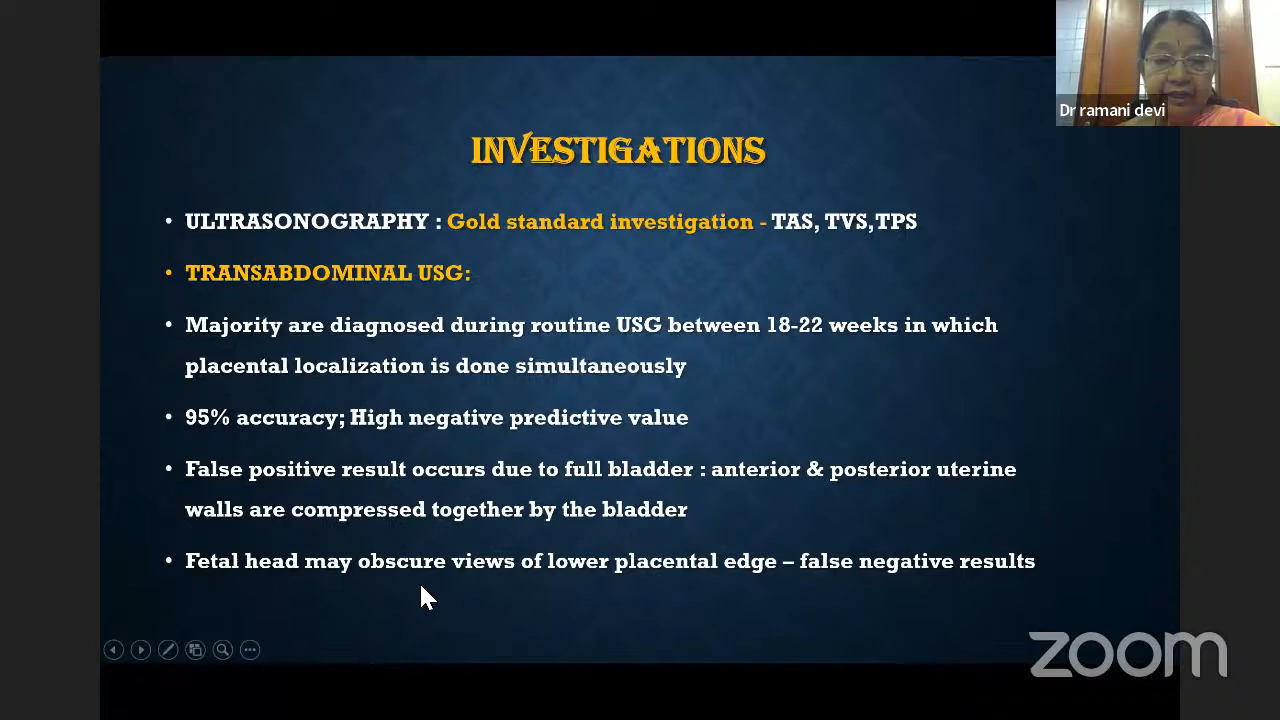 Dr ramani devi
INVESTIGATIONS
• ULTRASONOGRAPHY : Gold standard investigation - TAS, TVS,TPS
• TRANSABDOMINAL USG:
• Majority are diagnosed during routine USG between 18-22 weeks in which
placental localization is done simultaneously
• 95% accuracy; High negative predictive value
• False positive result occurs due to full bladder : anterior & posterior uterine
walls are compressed together by the bladder
• Fetal head may obscure views of lower placental edge – false negative results
zoom